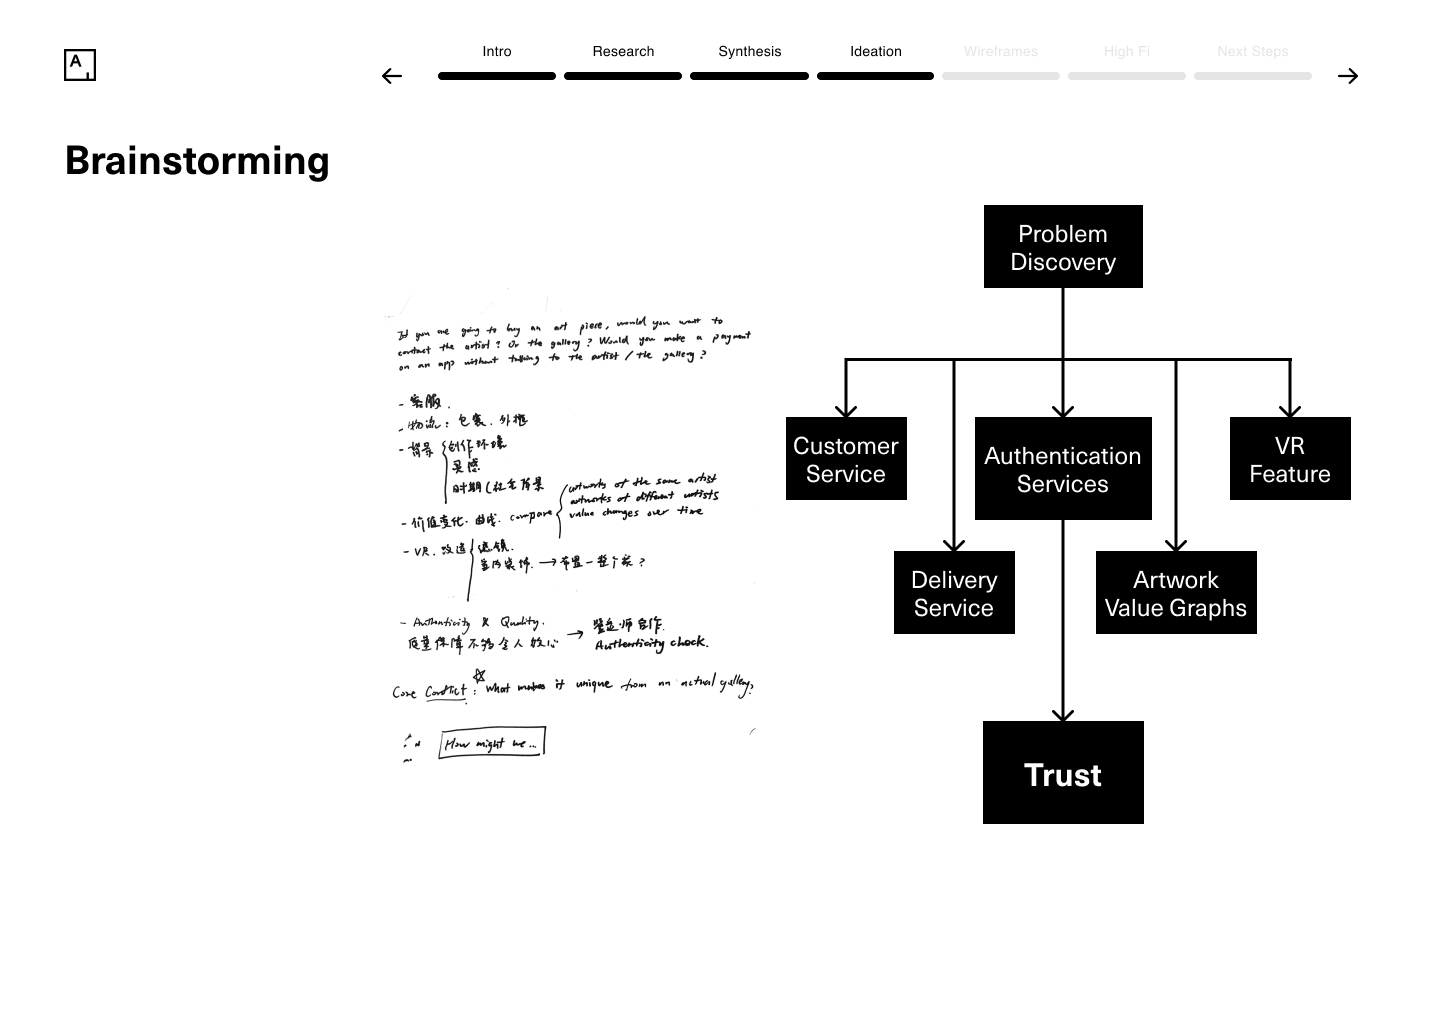 A
Intro
Research
Synthesis
Ideation
Wireframes
High Fi
Next Steps
Brainstorming
If you are going to buy an art piece, would you want to
contact the artist? Or the gallery? Would you make a payment
on an app without talking to the artist / the gallery?
- 客服.
- 物流: 包裹、外框
- 背景 创作环境
灵感
时期 (社会背景
- 价值变化. 曲线. compare
artworks of the same artist
artworks of different artists
value changes over time
- VR. 改造 滤镜.
室内装饰. → 布置一整个家?
- Authenticity & Quality.
质量保障不够令人放心 →
鉴定师合作.
Authenticity check.
Core Conflict: What makes it unique from an actual gallery?
How might we...
Problem
Discovery
Customer
Service
Authentication
Services
VR
Feature
Delivery
Service
Artwork
Value Graphs
Trust